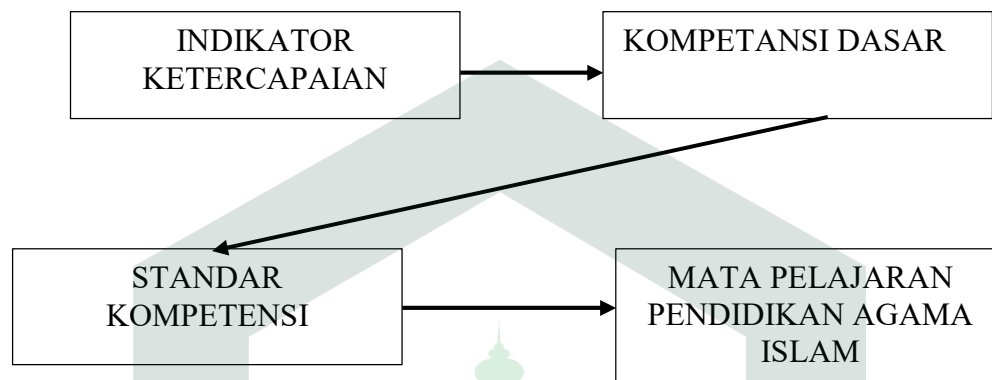 INDIKATOR
KETERCAPAIAN
KOMPETANSI DASAR
STANDAR
KOMPETENSI
MATA PELAJARAN
PENDIDIKAN AGAMA
ISLAM